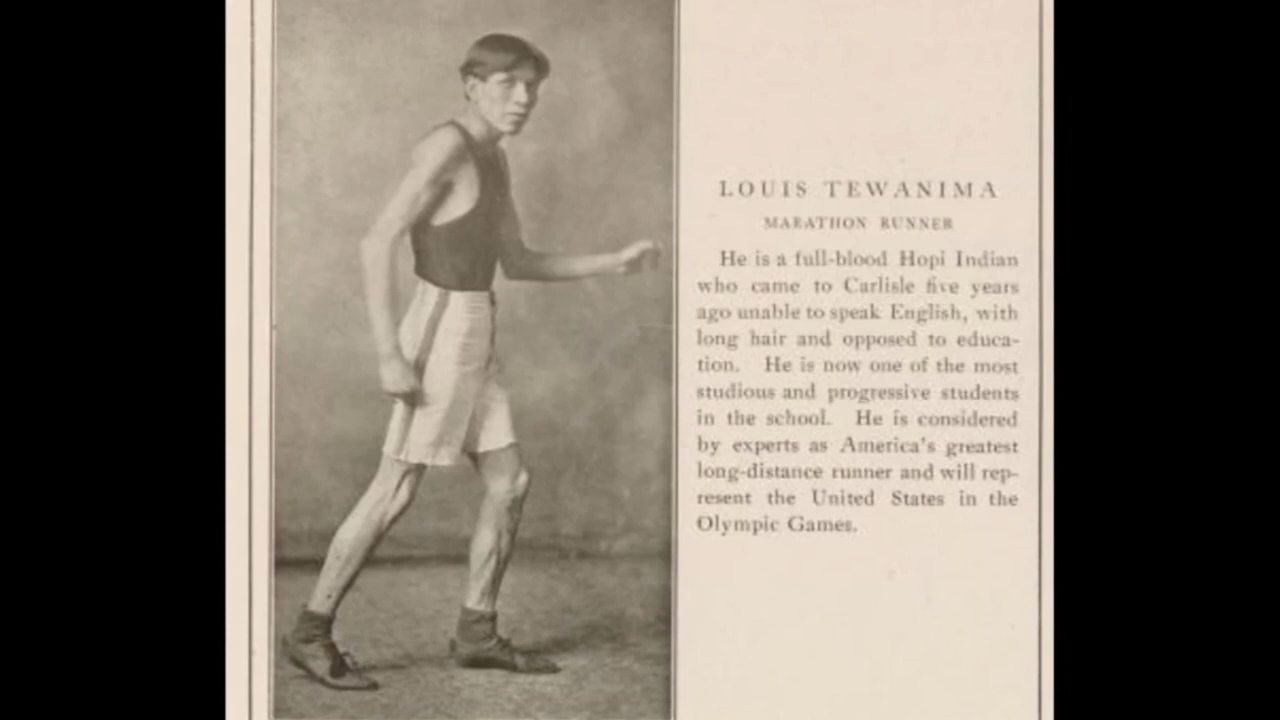 LOUIS TEWANIMA
MARATHON RUNNER
He is a full-blood Hopi Indian
who came to Carlisle five years
ago unable to speak English, with
long hair and opposed to educa-
tion. He is now one of the most
studious and progressive students
in the school. He is considered
by experts as America's greatest
long-distance runner and will rep-
resent the United States in the
Olympic Games.